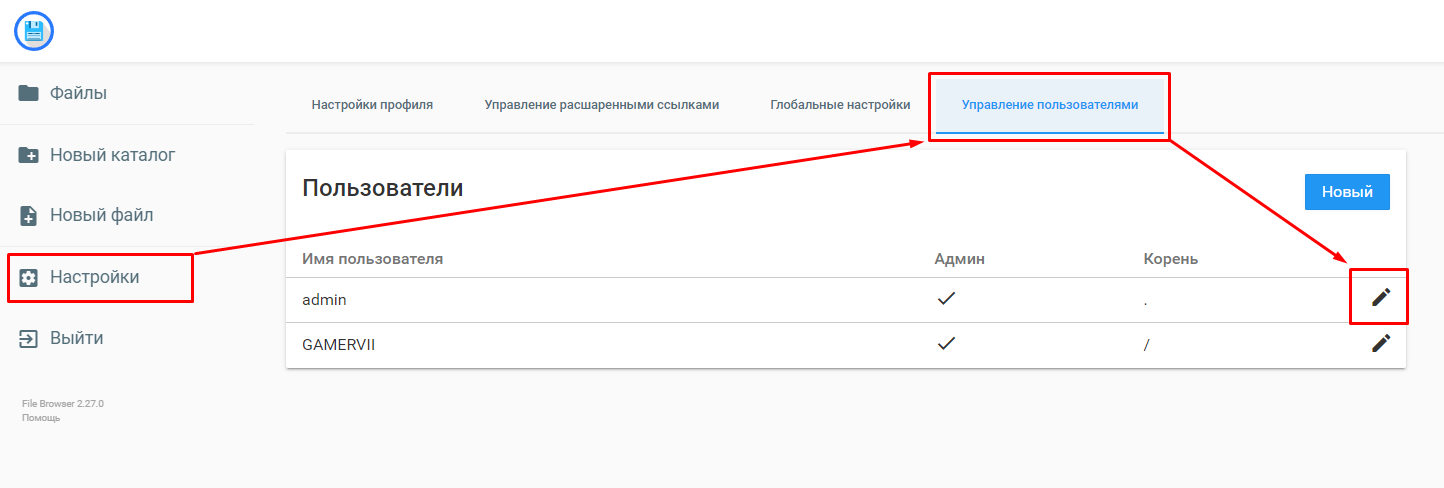 Файлы
Новый каталог
Новый файл
Настройки
Выйти
File Browser 2.27.0
Помощь
Настройки профиля Управление расшаренными ссылками Глобальные настройки Управление пользователями
Пользователи
Новый
Имя пользователя Админ Корень
admin .
GAMERVII /